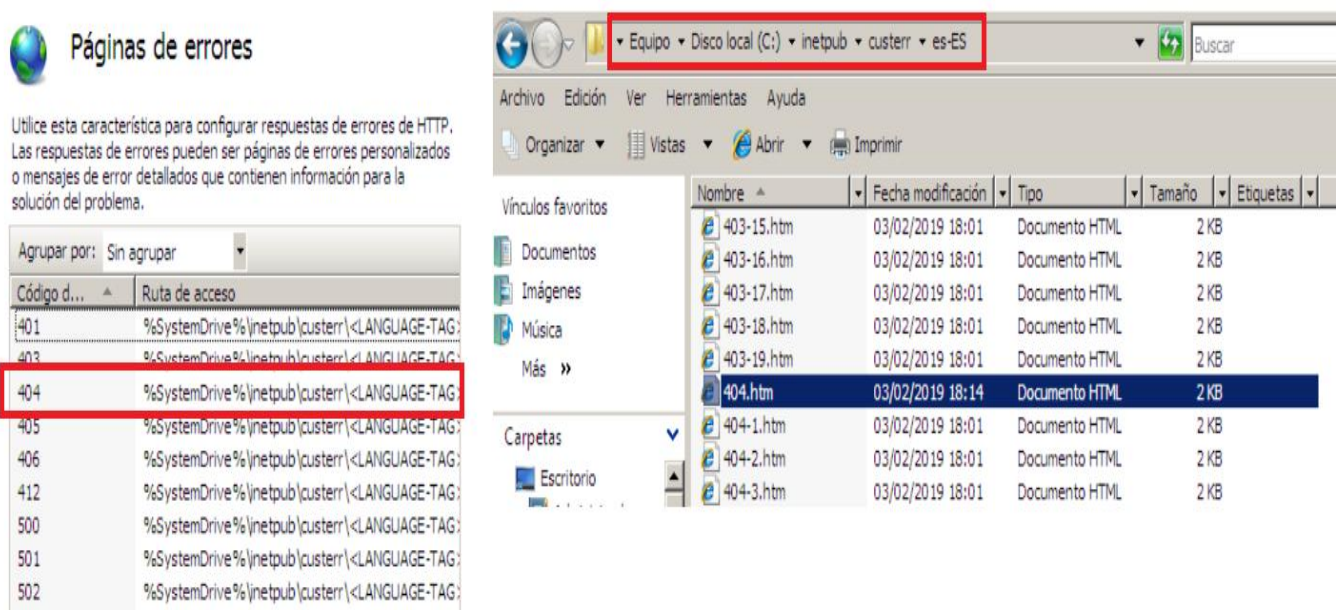 Páginas de errores
Utilice esta característica para configurar respuestas de errores de HTTP.
Las respuestas de errores pueden ser páginas de errores personalizados
o mensajes de error detallados que contienen información para la
solución del problema.
Agrupar por: Sin agrupar
Código d... Ruta de acceso
401 %SystemDrive%\inetpub\custerr\<LANGUAGE-TAG>
403 %SystemDrive%\inetpub\custerr\<LANGUAGE-TAG>
404 %SystemDrive%\inetpub\custerr\<LANGUAGE-TAG>
405 %SystemDrive%\inetpub\custerr\<LANGUAGE-TAG>
406 %SystemDrive%\inetpub\custerr\<LANGUAGE-TAG>
412 %SystemDrive%\inetpub\custerr\<LANGUAGE-TAG>
500 %SystemDrive%\inetpub\custerr\<LANGUAGE-TAG>
501 %SystemDrive%\inetpub\custerr\<LANGUAGE-TAG>
502 %SystemDrive%\inetpub\custerr\<LANGUAGE-TAG>
Equipo Disco local (C:) inetpub custerr es-ES
Buscar
Archivo Edición Ver Herramientas Ayuda
Organizar Vistas Abrir Imprimir
Vínculos favoritos
Documentos
Imágenes
Música
Más »
Carpetas
Escritorio
Nombre Fecha modificación Tipo Tamaño Etiquetas
403-15.htm 03/02/2019 18:01 Documento HTML 2 KB
403-16.htm 03/02/2019 18:01 Documento HTML 2 KB
403-17.htm 03/02/2019 18:01 Documento HTML 2 KB
403-18.htm 03/02/2019 18:01 Documento HTML 2 KB
403-19.htm 03/02/2019 18:01 Documento HTML 2 KB
404.htm 03/02/2019 18:14 Documento HTML 2 KB
404-1.htm 03/02/2019 18:01 Documento HTML 2 KB
404-2.htm 03/02/2019 18:01 Documento HTML 2 KB
404-3.htm 03/02/2019 18:01 Documento HTML 2 KB